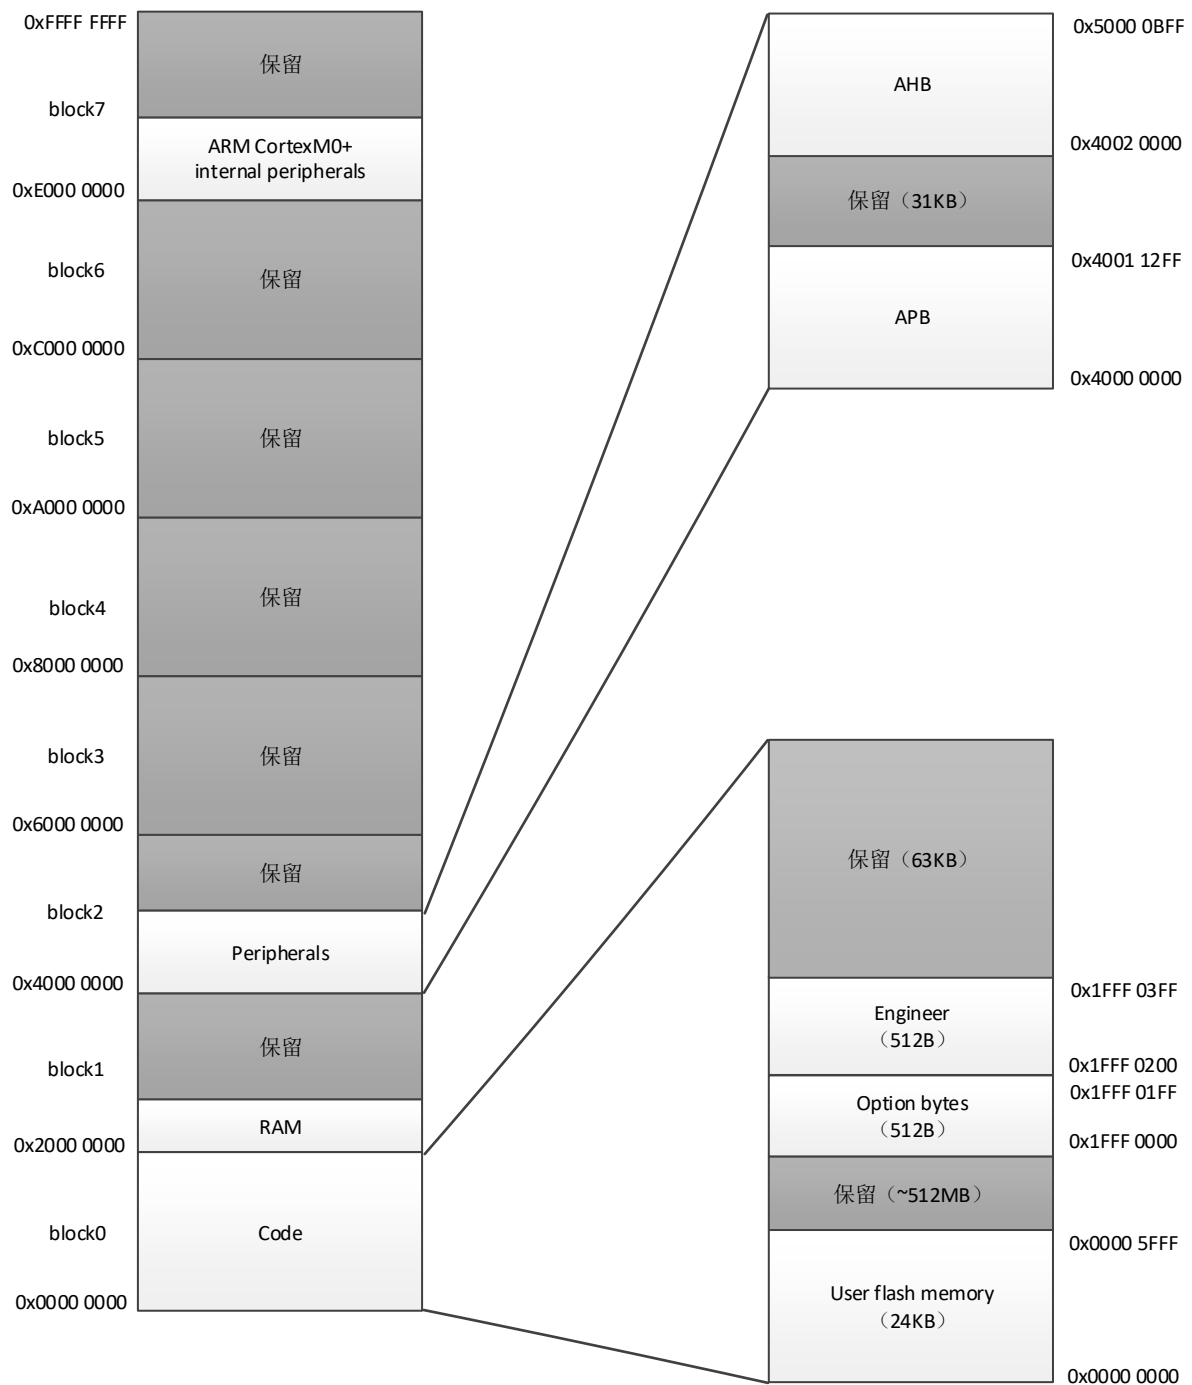 0xFFFF FFFF
保留
block7
ARM CortexM0+
internal peripherals
0xE000 0000
block6
保留
0xC000 0000
block5
保留
0xA000 0000
保留
block4
0x8000 0000
block3
保留
0x6000 0000
保留
block2
Peripherals
0x4000 0000
保留
block1
RAM
0x2000 0000
block0
Code
0x0000 0000
0x5000 0BFF
AHB
0x4002 0000
保留（31KB）
0x4001 12FF
APB
0x4000 0000
保留（63KB）
0x1FFF 03FF
Engineer
（512B）
0x1FFF 0200
0x1FFF 01FF
Option bytes
（512B）
0x1FFF 0000
保留（~512MB）
0x0000 5FFF
User flash memory
（24KB）
0x0000 0000